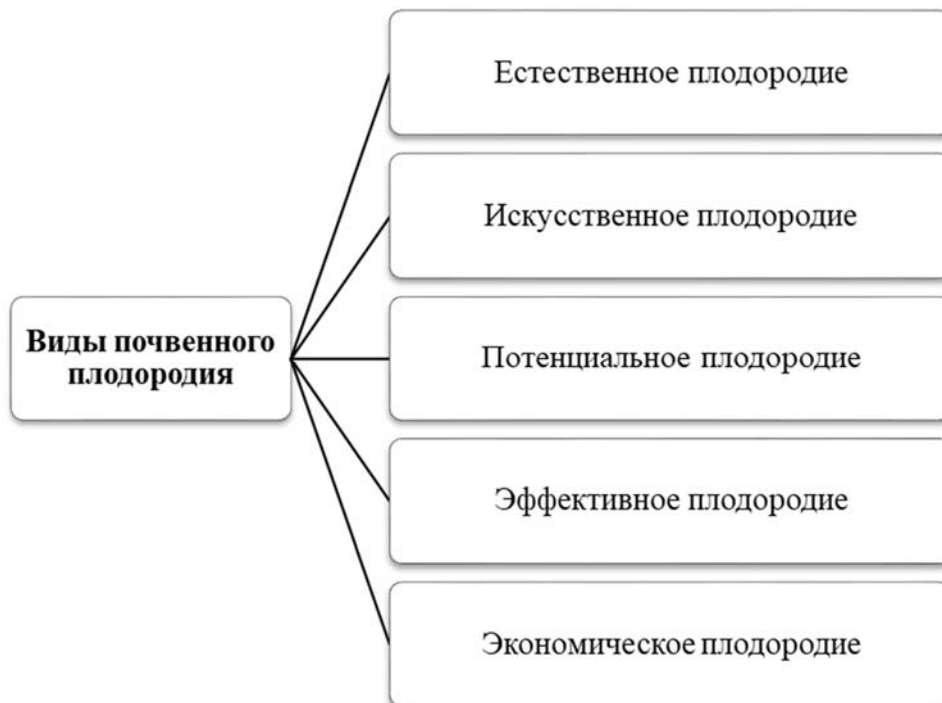 Естественное плодородие
Искусственное плодородие
Виды почвенного
плодородия
Потенциальное плодородие
Эффективное плодородие
Экономическое плодородие